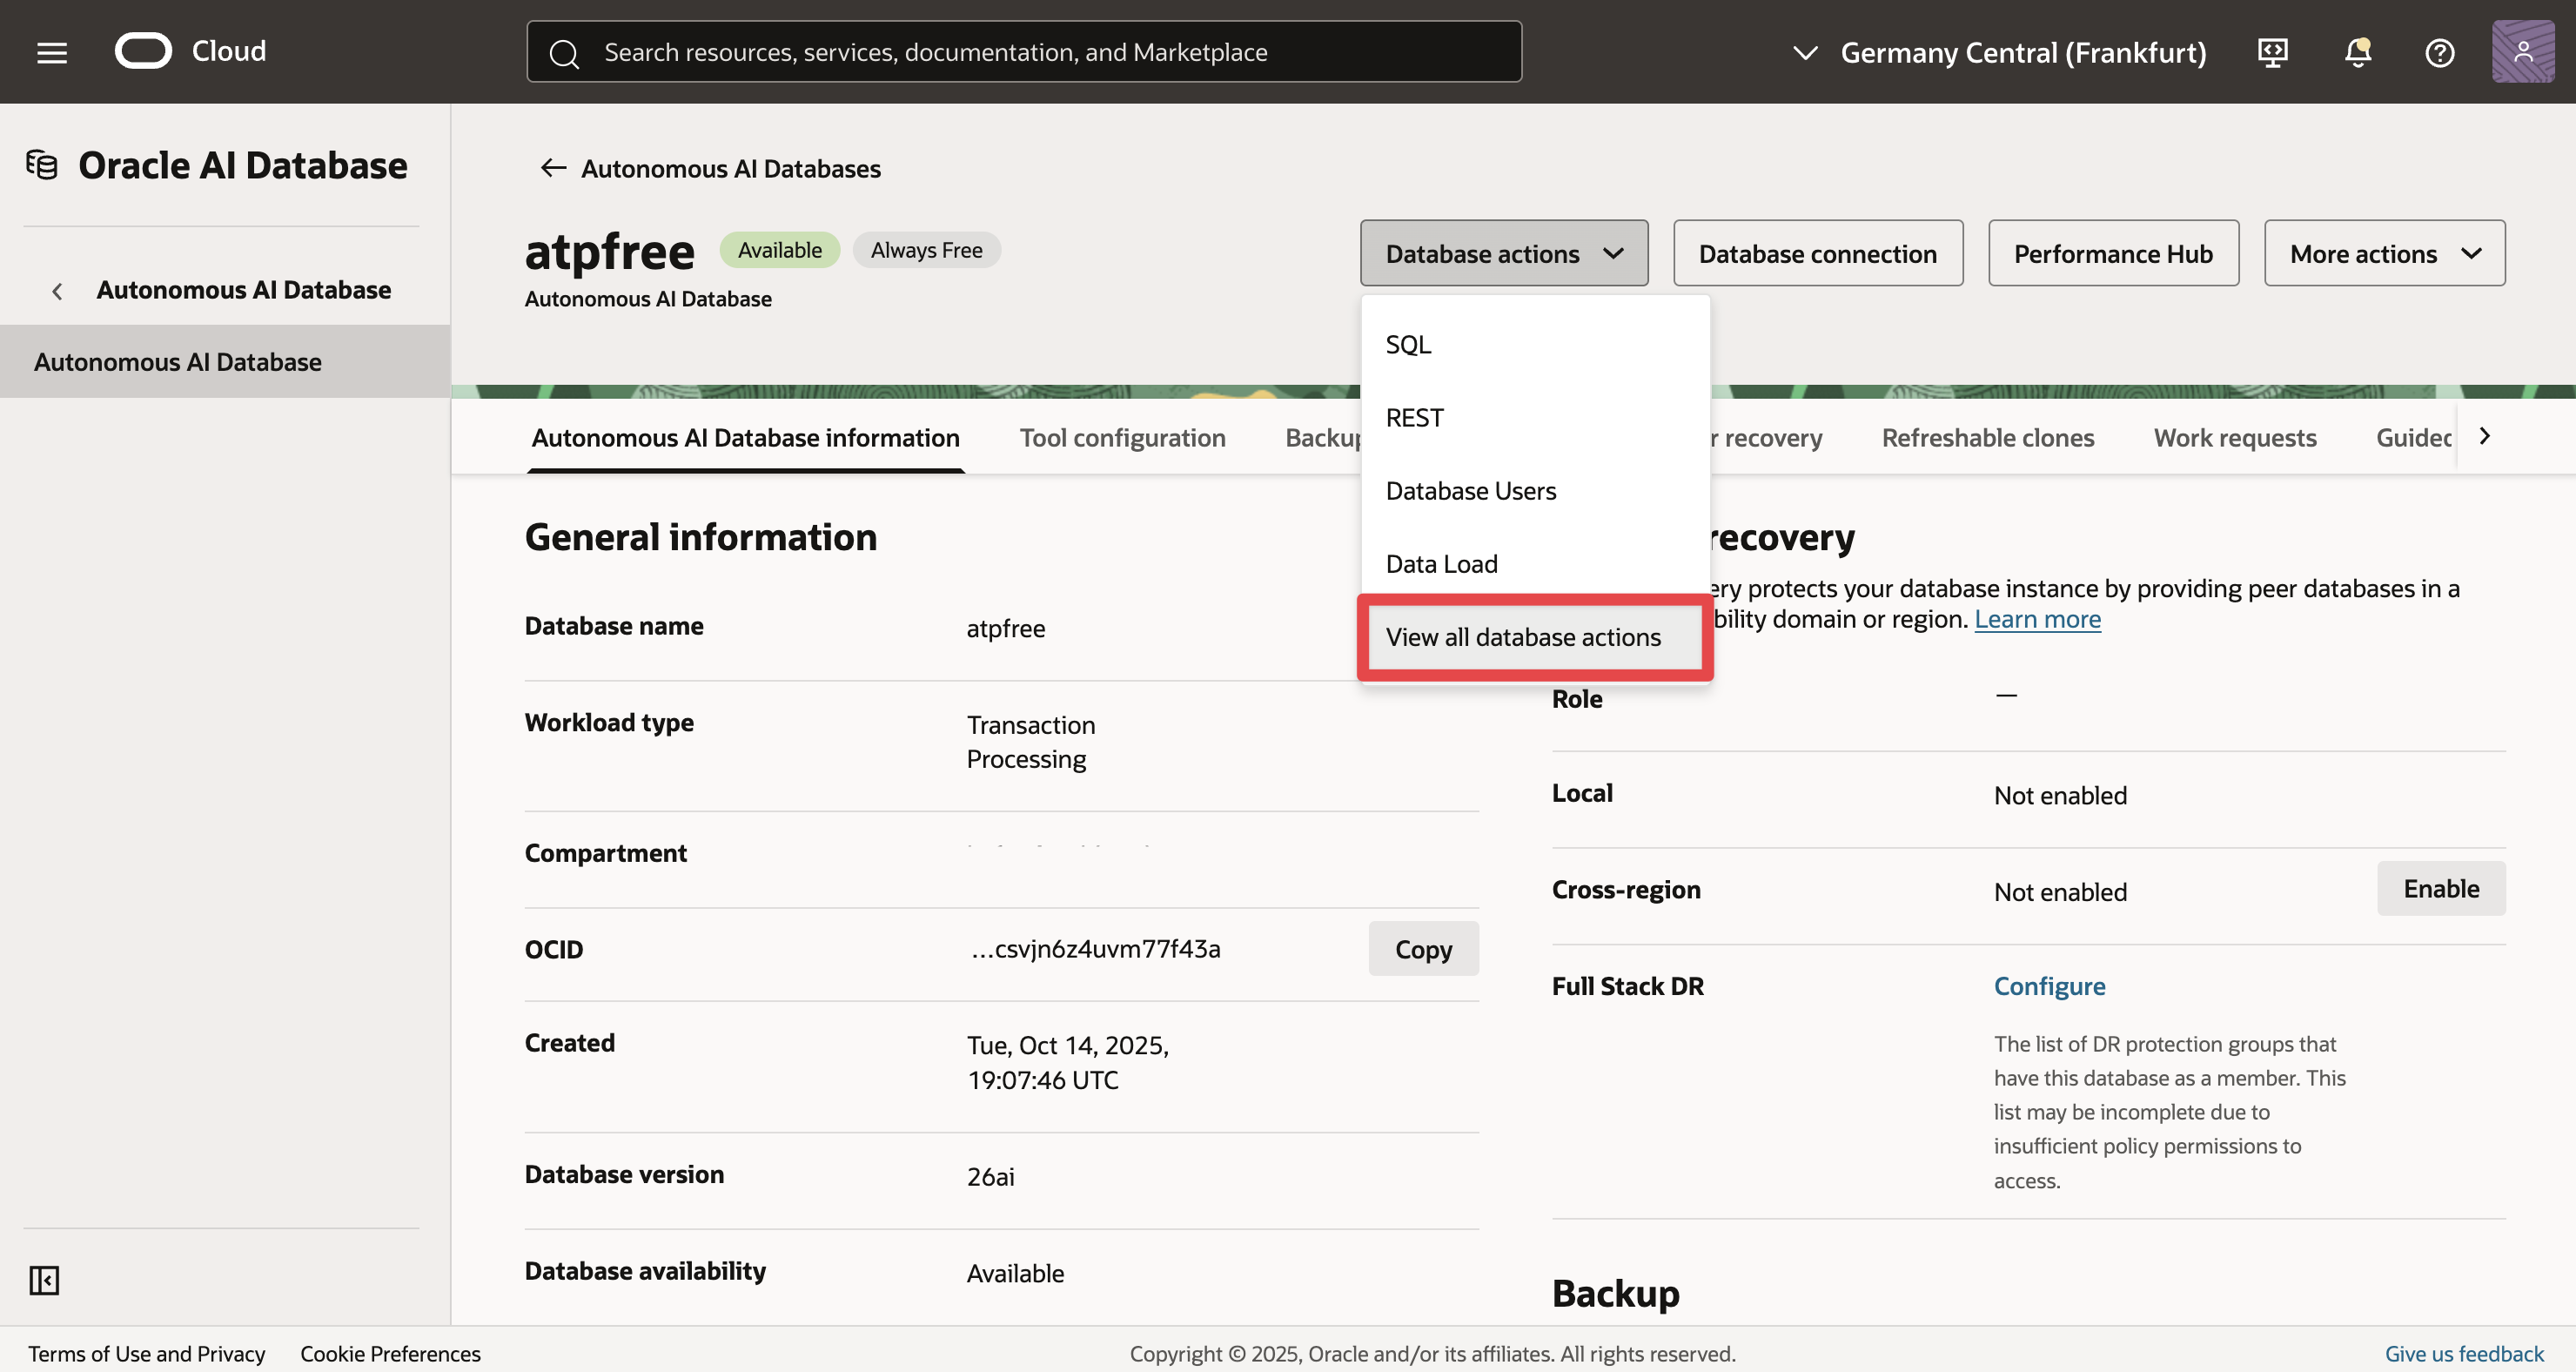 Cloud
Search resources, services, documentation, and Marketplace
Germany Central (Frankfurt)
Oracle AI Database
Autonomous AI Database
Autonomous AI Database
Autonomous AI Databases
atpfree
Available
Always Free
Autonomous AI Database
Database actions
Database connection
Performance Hub
More actions
SQL
REST
Database Users
Data Load
View all database actions
Autonomous AI Database information
Tool configuration
recovery
Refreshable clones
Work requests
General information
Database name
atpfree
Workload type
Transaction
Processing
Compartment
OCID
...csvjn6z4uvm77f43a
Copy
Created
Tue, Oct 14, 2025,
19:07:46 UTC
Database version
26ai
Database availability
Available
recovery
protects your database instance by providing peer databases in a
domain or region. Learn more
Role
—
Local
Not enabled
Cross-region
Not enabled
Enable
Full Stack DR
Configure
The list of DR protection groups that
have this database as a member. This
list may be incomplete due to
insufficient policy permissions to
access.
Backup
Terms of Use and Privacy
Cookie Preferences
Copyright © 2025, Oracle and/or its affiliates. All rights reserved.
Give us feedback